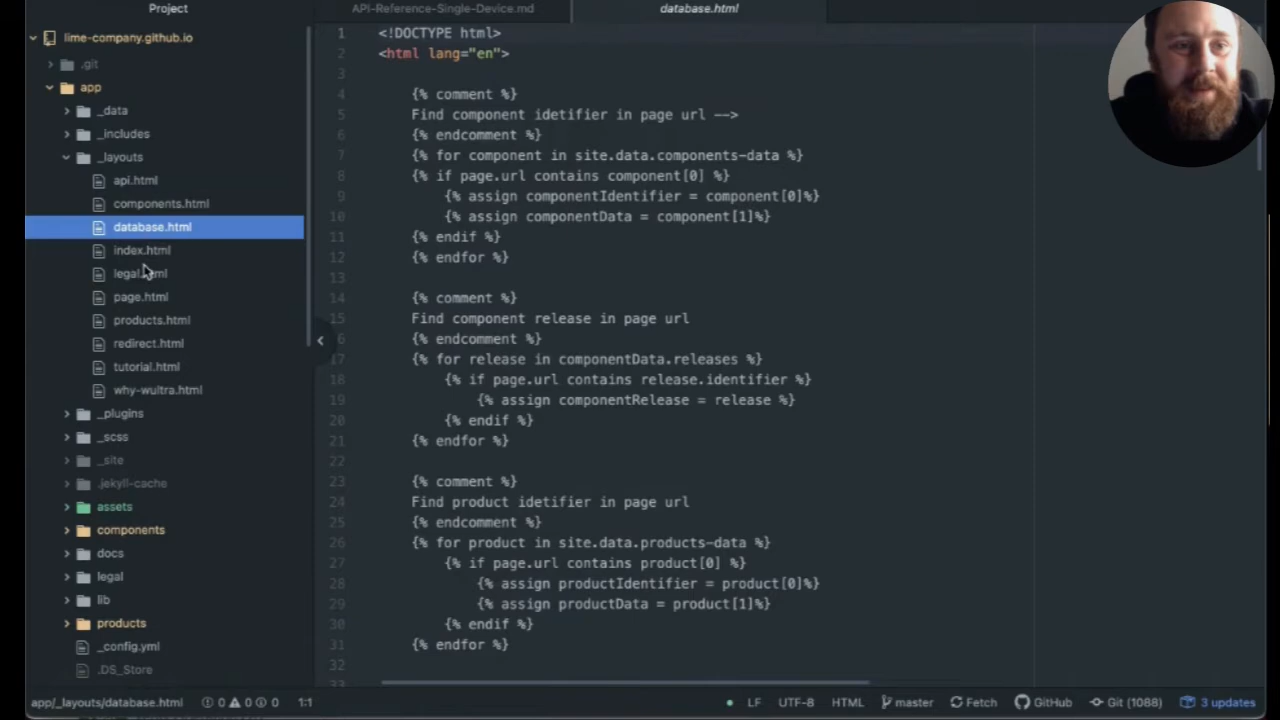 Project
lime-company.github.io
.git
app
_data
_includes
_layouts
api.html
components.html
database.html
index.html
page.html
products.html
redirect.html
tutorial.html
why-wultra.html
_plugins
_scss
_site
.jekyll-cache
assets
components
docs
legal
lib
products
_config.yml
.DS_Store
API-Reference-Single-Device.md
database.html
1 <!DOCTYPE html>
2 <html lang="en">
3
4 {% comment %}
5 Find component idetifier in page url -->
6 {% endcomment %}
7 {% for component in site.data.components-data %}
8 {% if page.url contains component[0] %}
9 {% assign componentIdentifier = component[0]%}
10 {% assign componentData = component[1]%}
11 {% endif %}
12 {% endfor %}
13
14 {% comment %}
15 Find component release in page url
{% endcomment %}
17 {% for release in componentData.releases %}
18 {% if page.url contains release.identifier %}
19 {% assign componentRelease = release %}
20 {% endif %}
21 {% endfor %}
22
23 {% comment %}
24 Find product idetifier in page url
25 {% endcomment %}
26 {% for product in site.data.products-data %}
27 {% if page.url contains product[0] %}
28 {% assign productIdentifier = product[0]%}
29 {% assign productData = product[1]%}
30 {% endif %}
31 {% endfor %}
32
33
app/_layouts/database.html 0 0 0 1:1 LF UTF-8 HTML master Fetch GitHub Git (1088) 3 updates